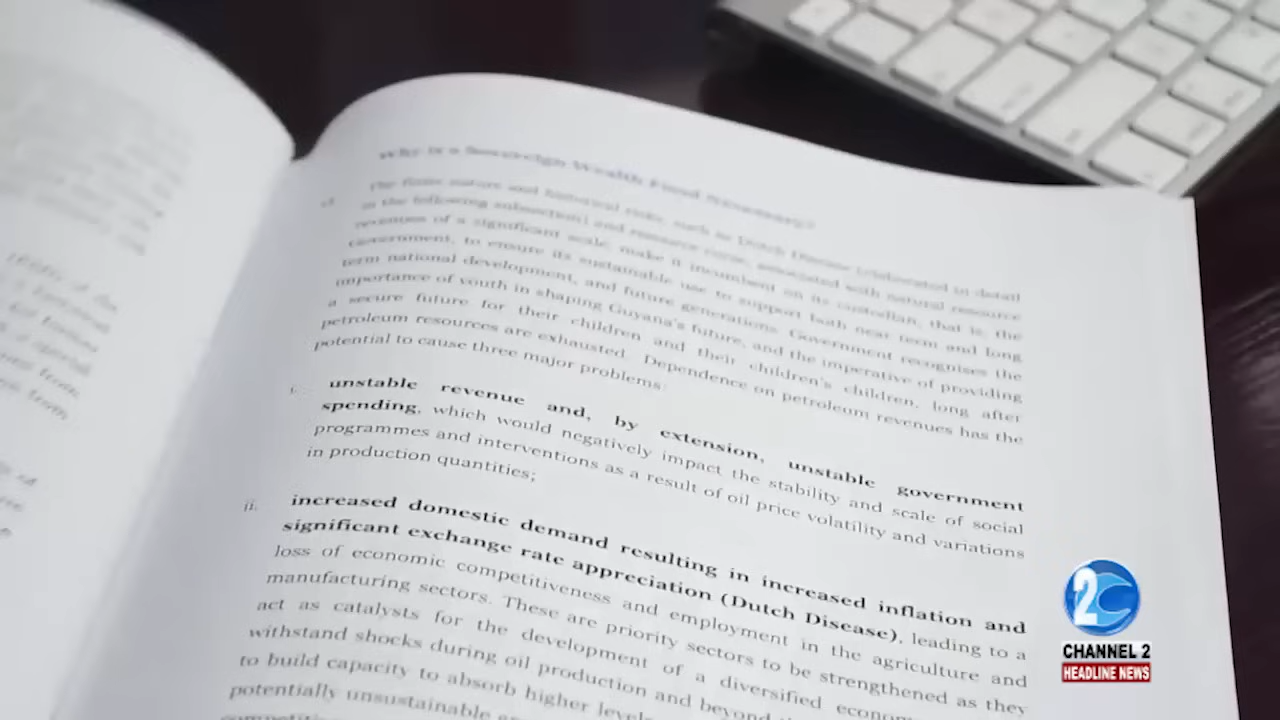 Why is a Sovereign Wealth Fund Necessary?
The finite nature and historical risks, such as Dutch Disease (elaborated in detail
in the following subsection) and resource curse, associated with natural resource
revenues of a significant scale, make it incumbent on its custodian, that is, the
Government, to ensure its sustainable use to support both near term and long
term national development, and future generations. Government recognises the
importance of youth in shaping Guyana's future, and the imperative of providing
a secure future for their children and their children's children, long after
petroleum resources are exhausted. Dependence on petroleum revenues has the
potential to cause three major problems:
i. unstable revenue and, by extension, unstable government
spending, which would negatively impact the stability and scale of social
programmes and interventions as a result of oil price volatility and variations
in production quantities;
ii. increased domestic demand resulting in increased inflation and
significant exchange rate appreciation (Dutch Disease), leading to a
loss of economic competitiveness and employment in the agriculture and
manufacturing sectors. These are priority sectors to be strengthened as they
act as catalysts for the development of a diversified
withstand shocks during oil production and beyond
to build capacity to absorb higher
potentially unsustainable
2
CHANNEL 2
HEADLINE NEWS